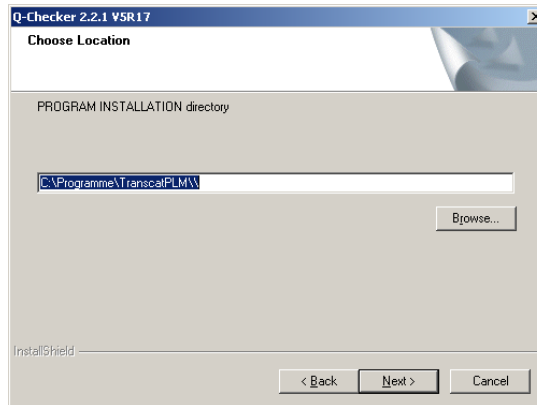 Q-Checker 2.2.1 V5R17
Choose Location
PROGRAM INSTALLATION directory
C:\Programme\TranscatPLM\\
Browse...
InstallShield
< Back Next > Cancel